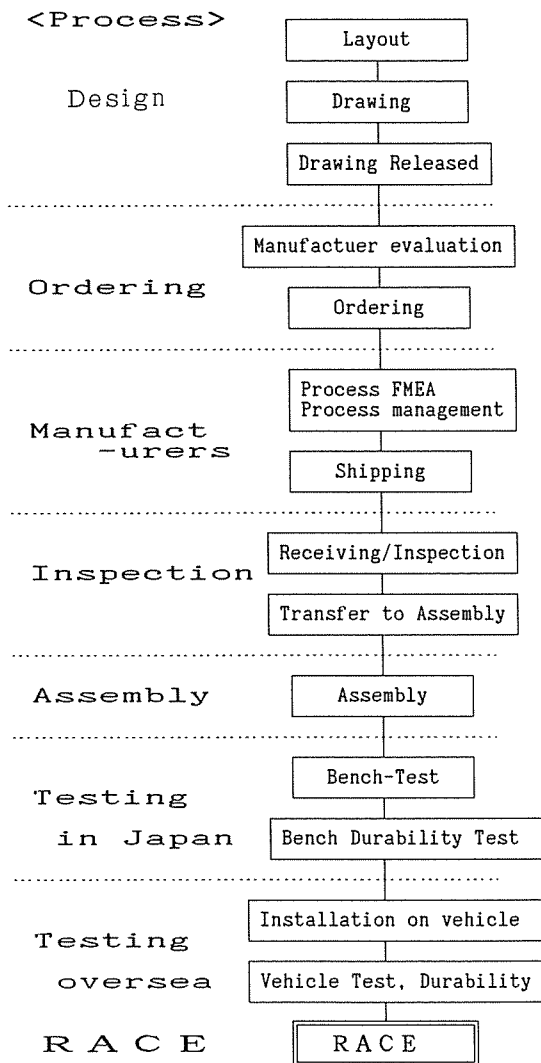 <Process>
Layout
Design
Drawing
Drawing Released
Manufactuer evaluation
Ordering
Ordering
Process FMEA
Process management
Manufact
-urers
Shipping
Receiving/Inspection
Inspection
Transfer to Assembly
Assembly
Assembly
Bench-Test
Testing
in Japan
Bench Durability Test
Installation on vehicle
Testing
oversea
Vehicle Test, Durability
RACE
RACE